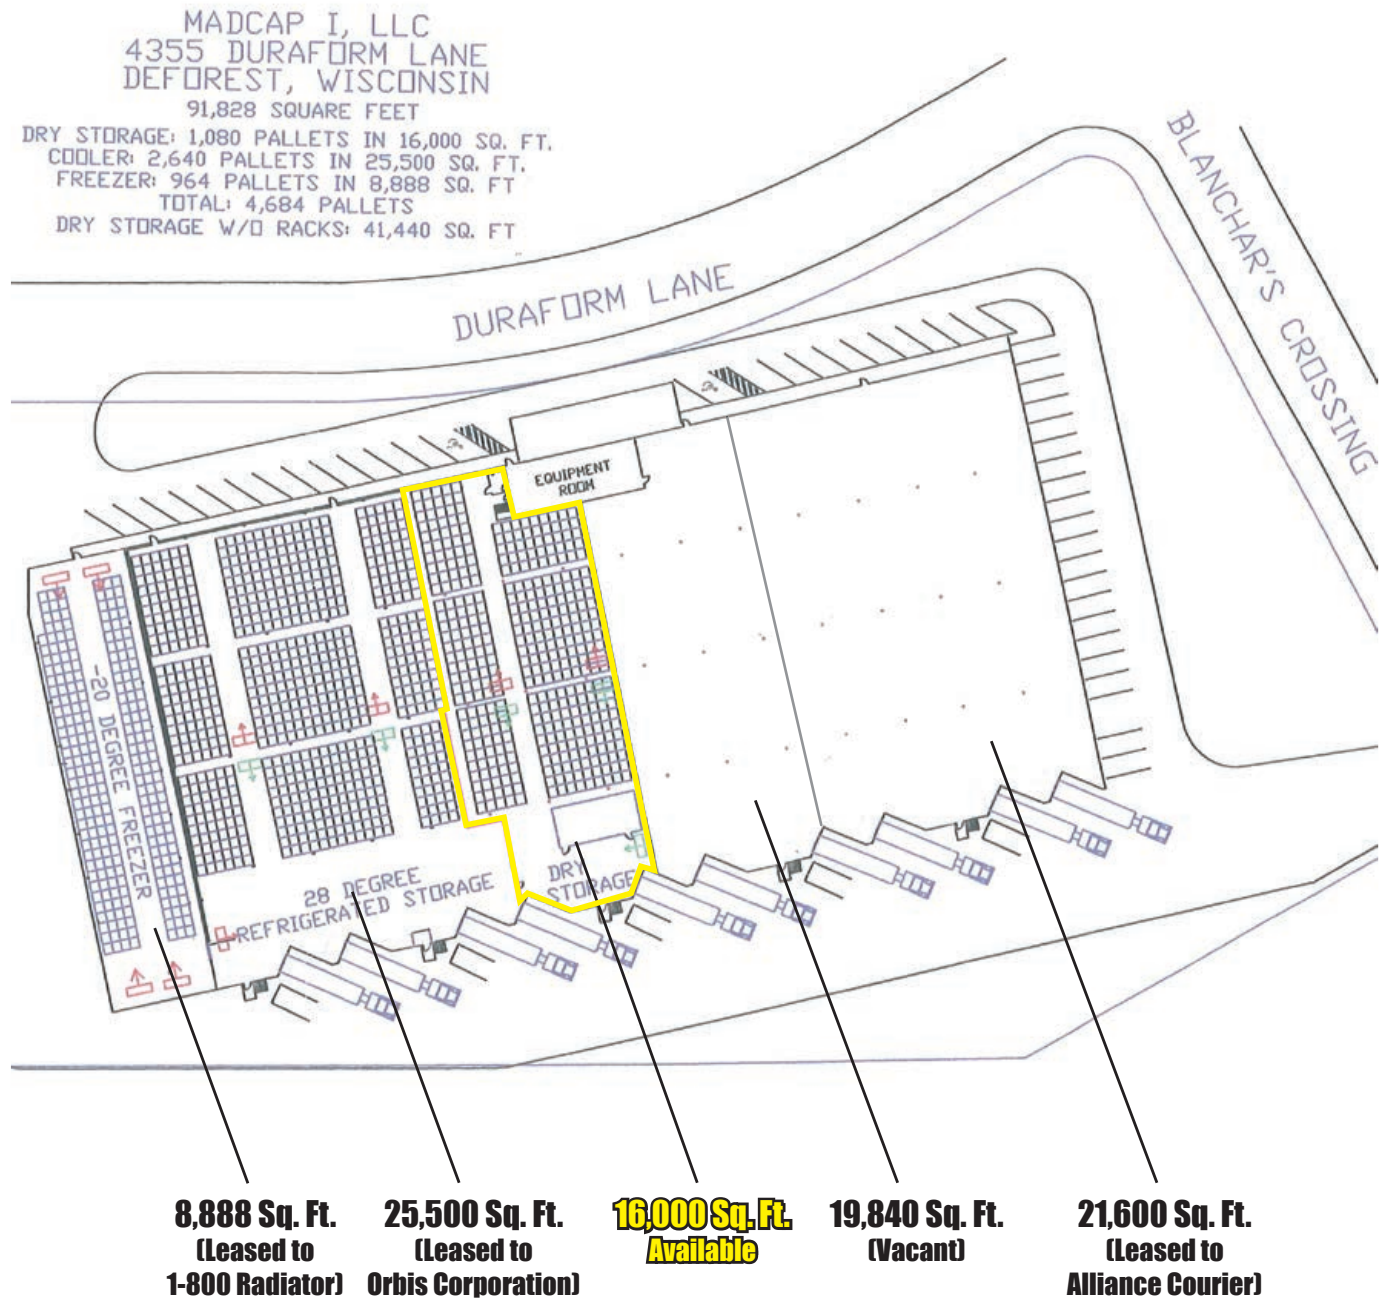 MADCAP I, LLC
4355 DURAFORM LANE
DEFOREST, WISCONSIN
91,828 SQUARE FEET
DRY STORAGE: 1,080 PALLETS IN 16,000 SQ. FT.
COOLER: 2,640 PALLETS IN 25,500 SQ. FT.
FREEZER: 964 PALLETS IN 8,888 SQ. FT
TOTAL: 4,684 PALLETS
DRY STORAGE W/O RACKS: 41,440 SQ. FT
DURAFORM LANE
BLANCHAR'S CROSSING
EQUIPMENT
ROOM
-20 DEGREE FREEZER
28 DEGREE
REFRIGERATED STORAGE
DRY
STORAGE
8,888 Sq. Ft.
(Leased to
1-800 Radiator)
25,500 Sq. Ft.
(Leased to
Orbis Corporation)
16,000 Sq. Ft.
Available
19,840 Sq. Ft.
(Vacant)
21,600 Sq. Ft.
(Leased to
Alliance Courier)